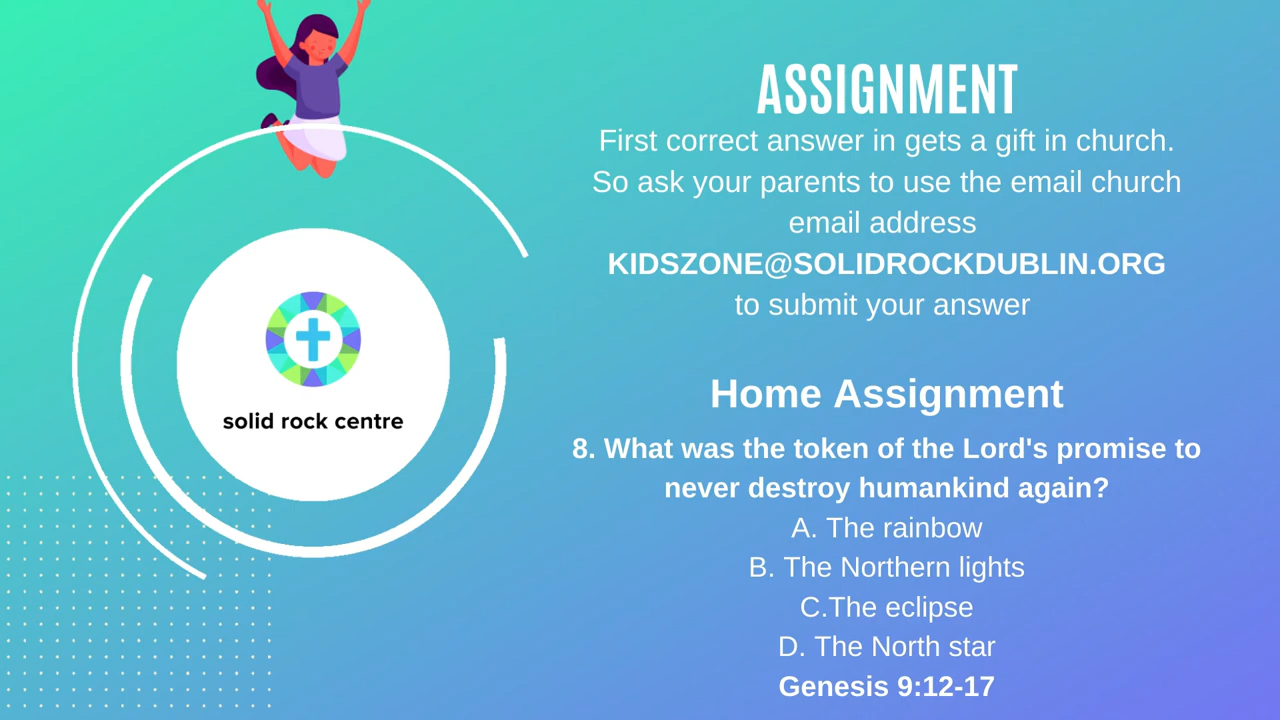 solid rock centre
ASSIGNMENT
First correct answer in gets a gift in church.
So ask your parents to use the email church
email address
KIDSZONE@SOLIDROCKDUBLIN.ORG
to submit your answer
Home Assignment
8. What was the token of the Lord's promise to
never destroy humankind again?
A. The rainbow
B. The Northern lights
C.The eclipse
D. The North star
Genesis 9:12-17